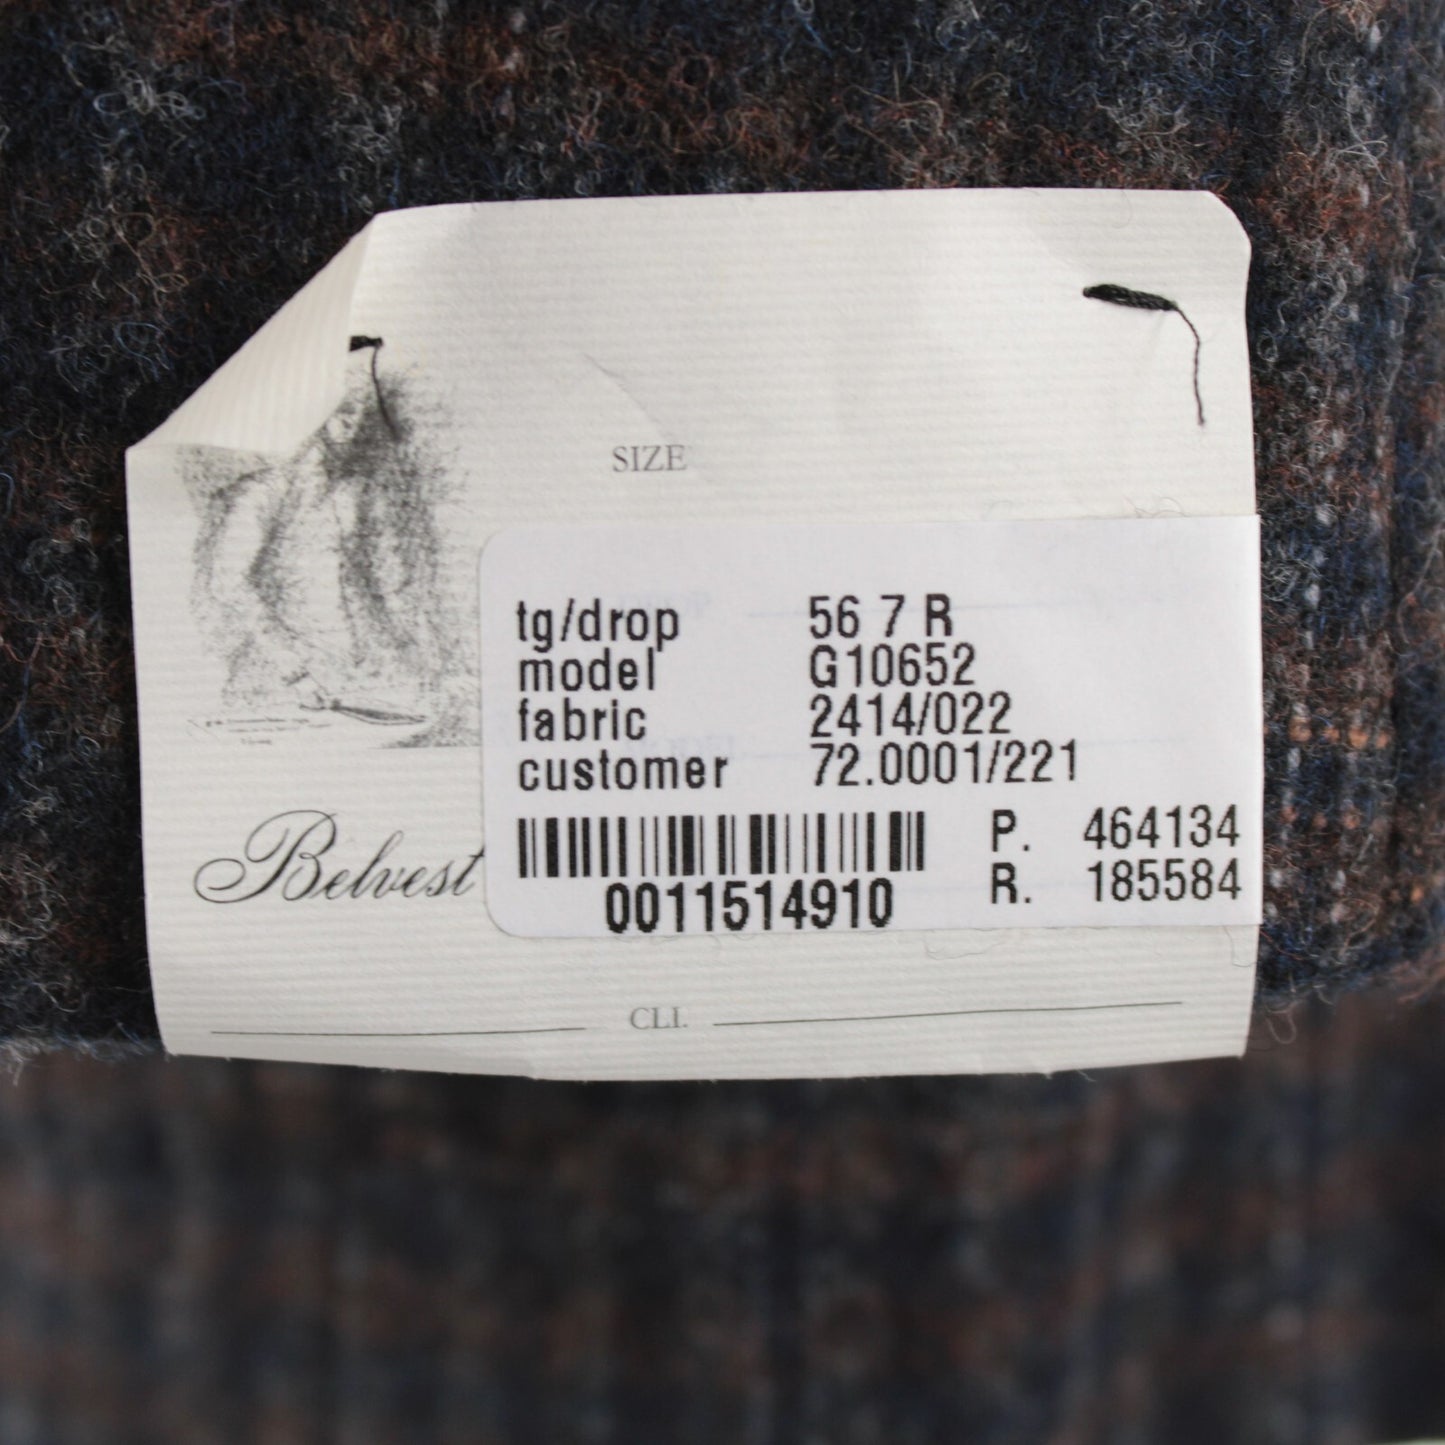 SIZE
tg/drop 56 7 R
model G10652
fabric 2414/022
customer 72.0001/221
P. 464134
R. 185584
0011514910
Belvest
CLI.